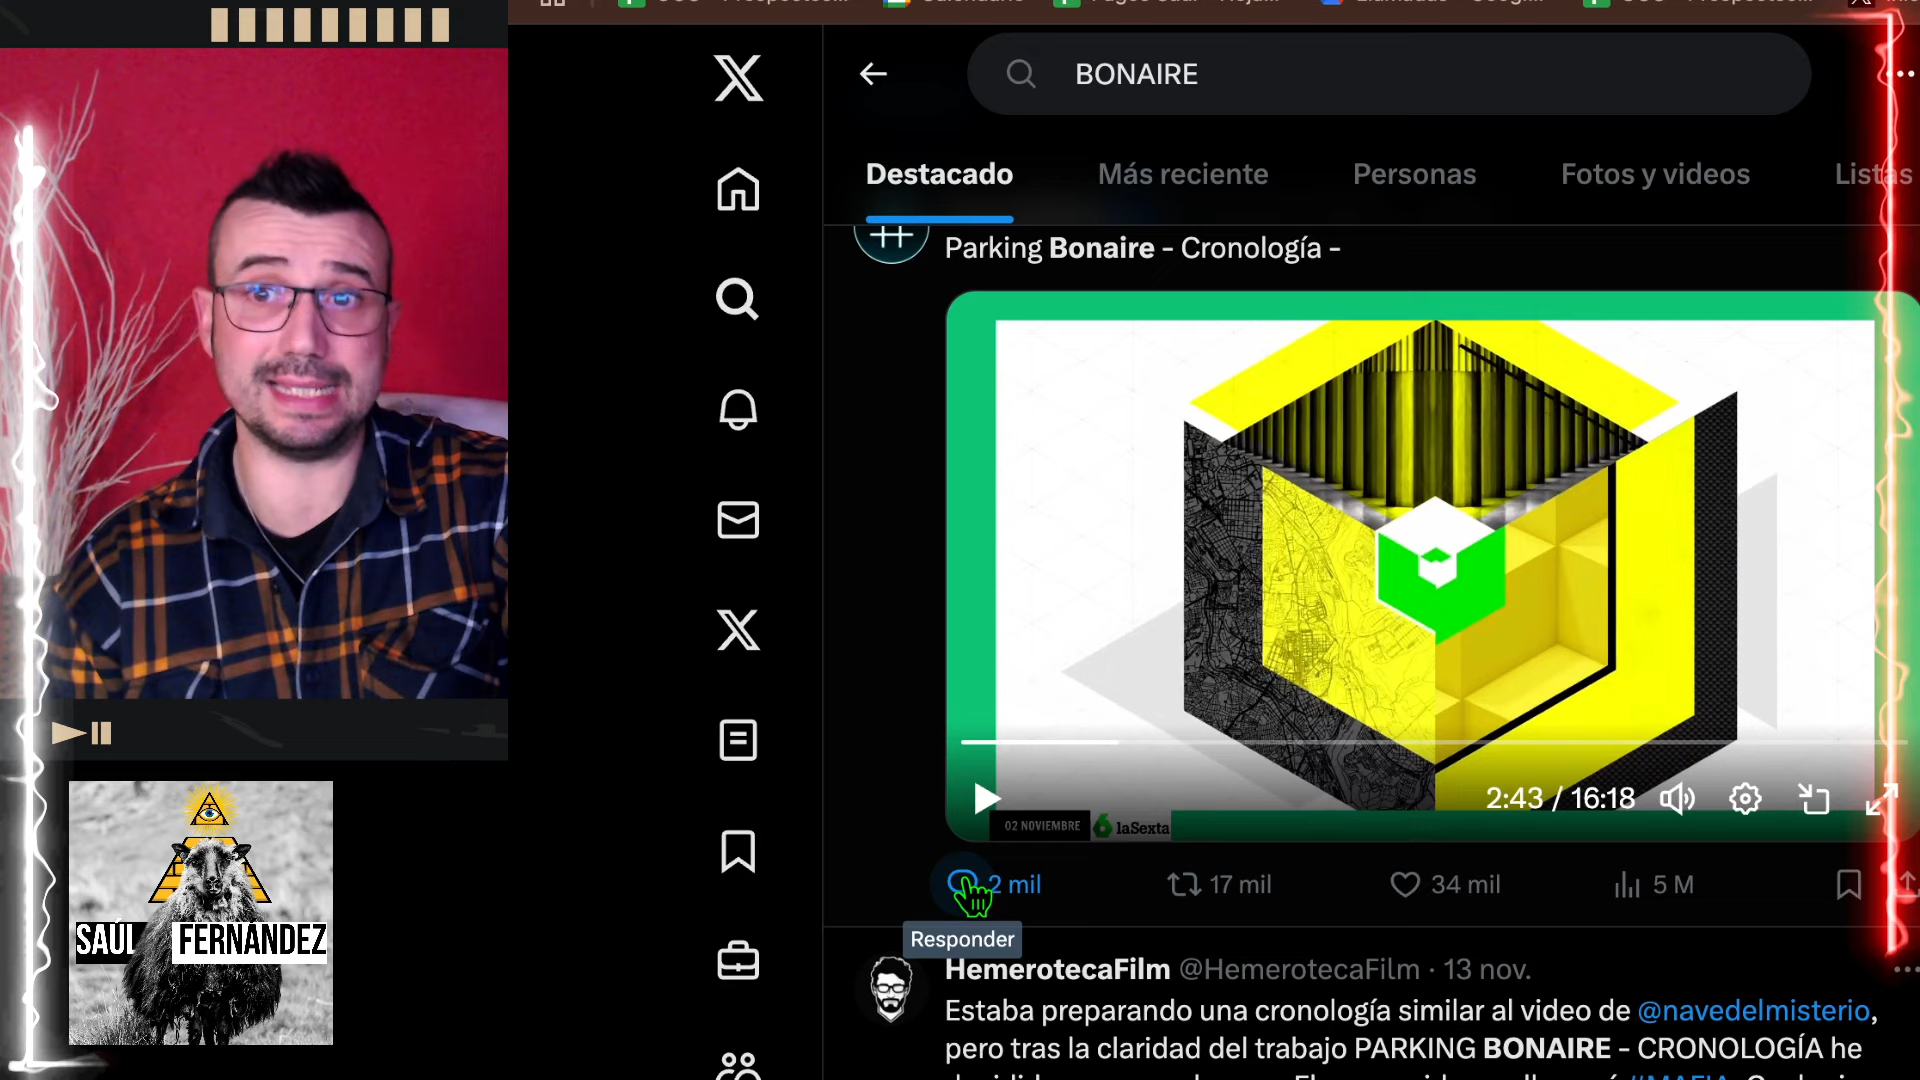 BONAIRE
Destacado
Más reciente
Personas
Fotos y videos
Listas
Parking Bonaire - Cronología -
2:43 / 16:18
02 NOVIEMBRE
laSexta
2 mil
17 mil
34 mil
5 M
Responder
HemerotecaFilm @HemerotecaFilm · 13 nov.
Estaba preparando una cronología similar al video de @navedelmisterio,
pero tras la claridad del trabajo PARKING BONAIRE - CRONOLOGÍA he
SAÚL FERNÁNDEZ